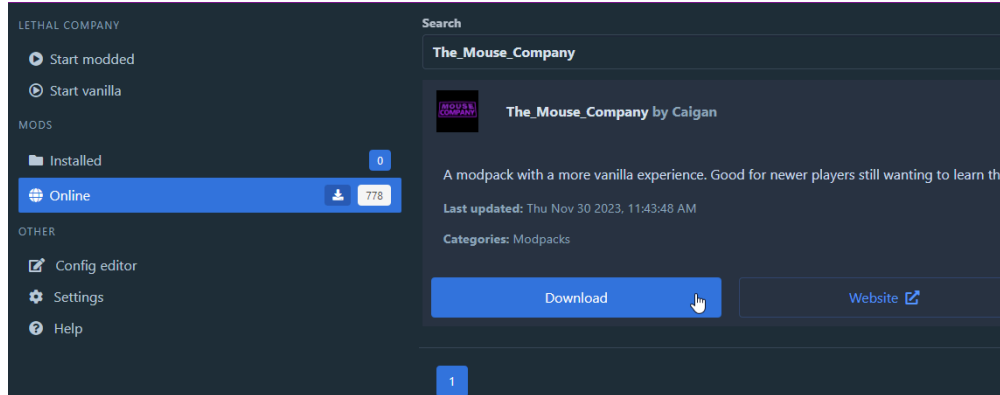 LETHAL COMPANY
Start modded
Start vanilla
MODS
Installed 0
Online 778
OTHER
Config editor
Settings
Help
Search
The_Mouse_Company
MOUSE
COMPANY
The_Mouse_Company by Caigan
A modpack with a more vanilla experience. Good for newer players still wanting to learn th
Last updated: Thu Nov 30 2023, 11:43:48 AM
Categories: Modpacks
Download
Website
1